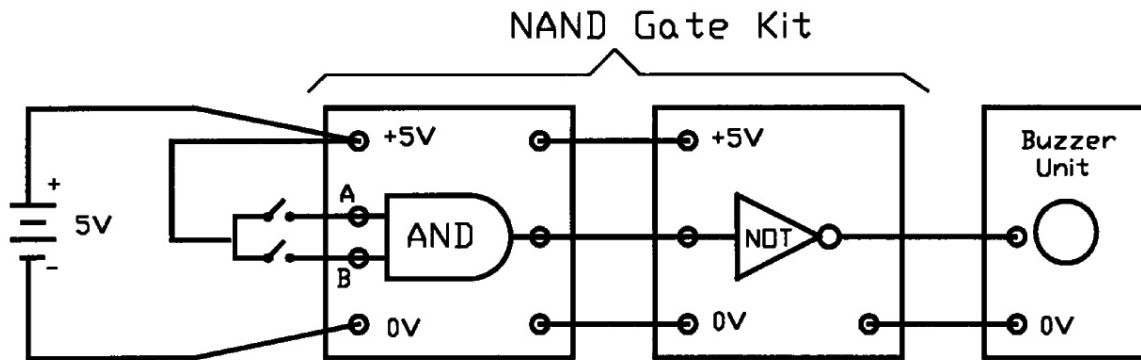 NAND Gate Kit
+5V
+5V
Buzzer
Unit
+
5V
-
A
B
AND
NOT
0V
0V
0V